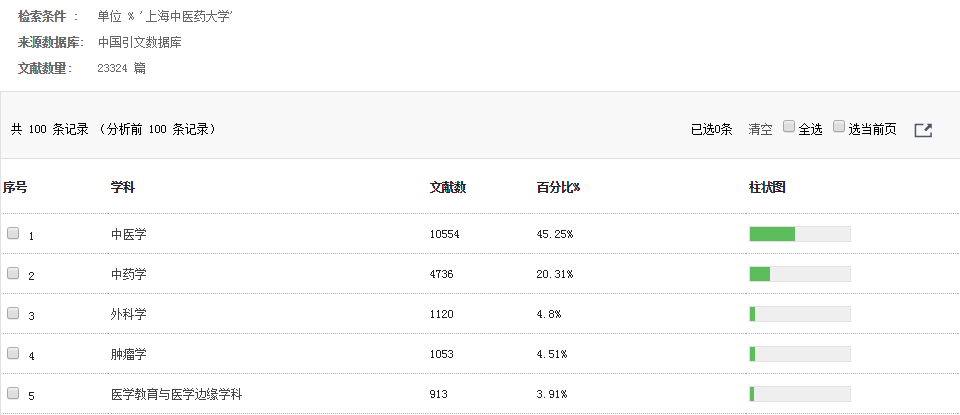 检索条件 : 单位 % '上海中医药大学'
来源数据库: 中国引文数据库
文献数量: 23324 篇
共 100 条记录 （分析前 100 条记录） 已选0条 清空 全选 选当前页
序号 学科 文献数 百分比% 柱状图
1 中医学 10554 45.25%
2 中药学 4736 20.31%
3 外科学 1120 4.8%
4 肿瘤学 1053 4.51%
5 医学教育与医学边缘学科 913 3.91%